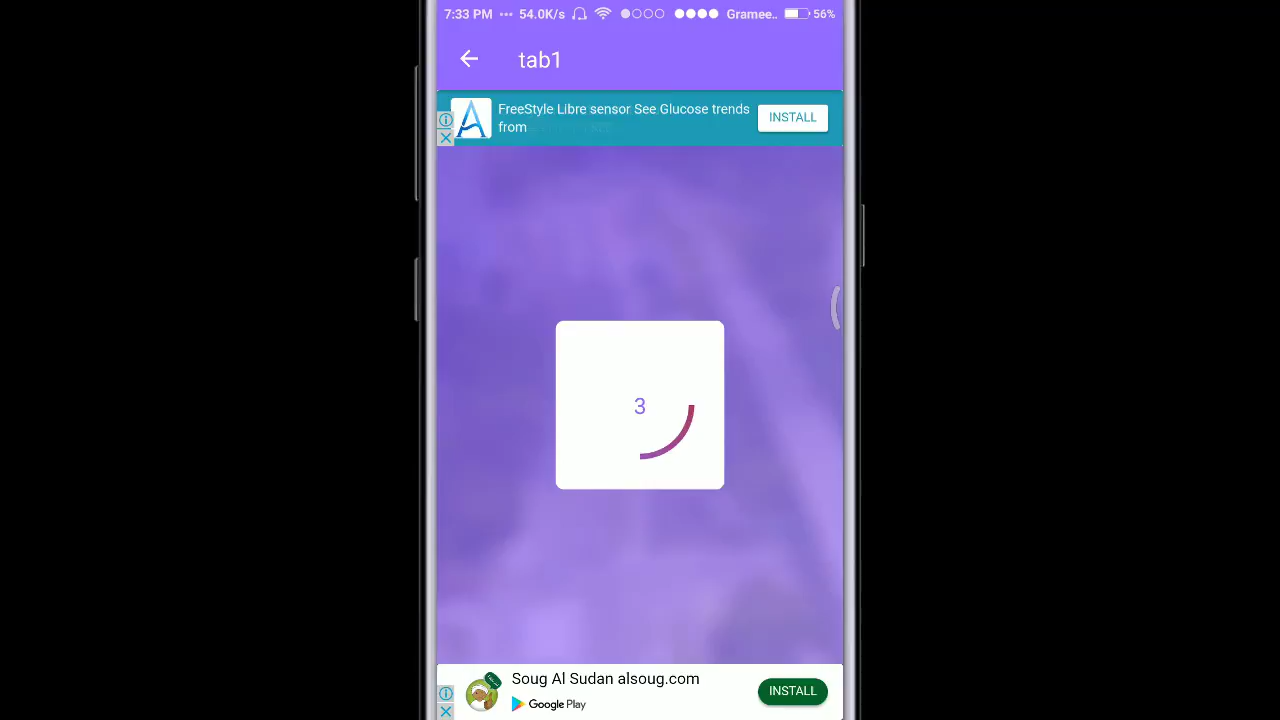 7:33 PM ... 54.0K/s Gramee.. 56%
tab1
FreeStyle Libre sensor See Glucose trends
from
INSTALL
3
Soug Al Sudan alsoug.com
Google Play
INSTALL